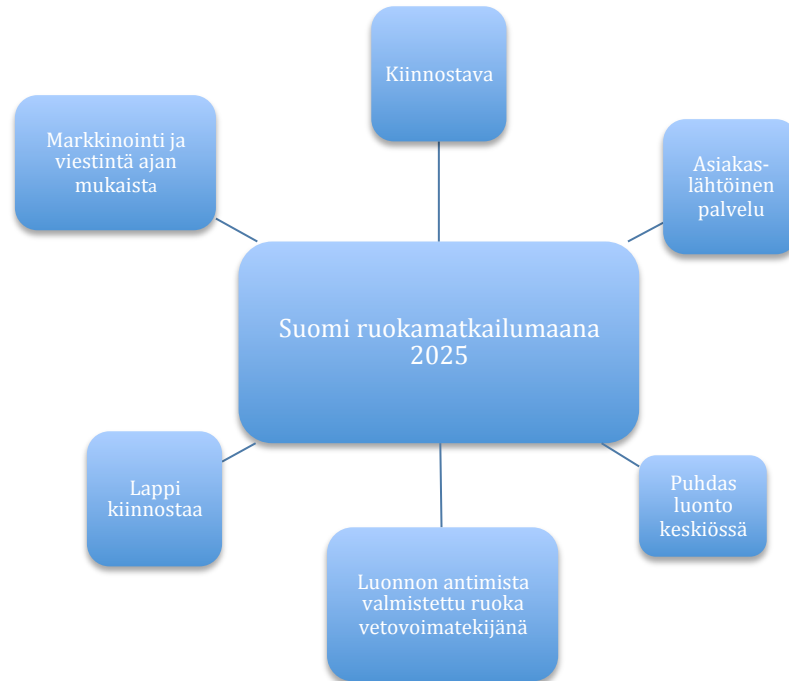 Kiinnostava
Markkinointi ja
viestintä ajan
mukaista
Asiakas-
lähtöinen
palvelu
Suomi ruokamatkailumaana
2025
Lappi
kiinnostaa
Puhdas
luonto
keskiössä
Luonnon antimista
valmistettu ruoka
vetovoimatekijänä